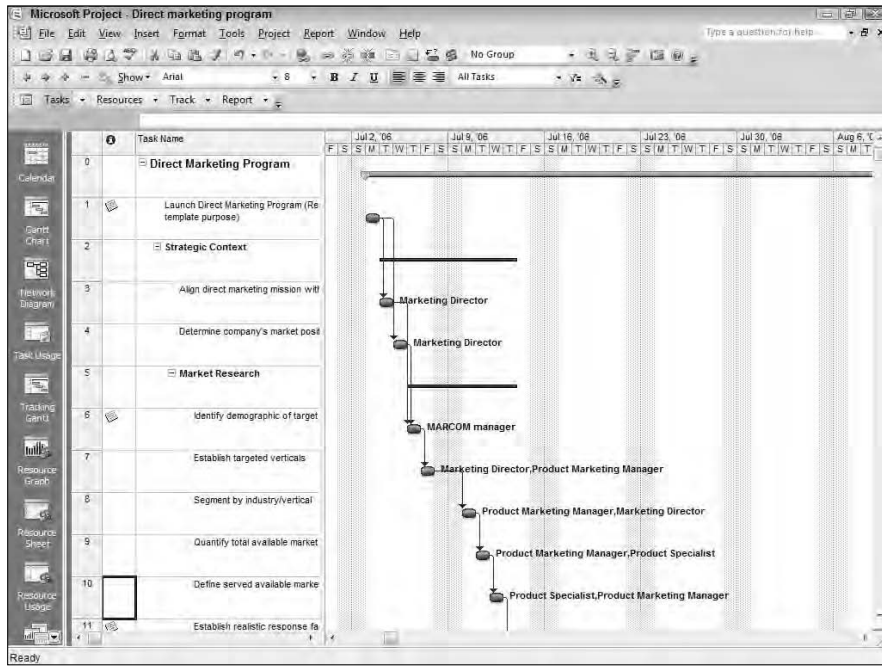 Microsoft Project - Direct marketing program
File Edit View Insert Format Tools Project Report Window Help Type a question for help
No Group
Show Arial 8 B I U All Tasks
Tasks Resources Track Report
Task Name Jul 2, '06 Jul 9, '06 Jul 16, '06 Jul 23, '06 Jul 30, '06 Aug 6, '0
F S S M T W T F S S M T W T F S S M T W T F S S M T W T F S S M T W T F S S M T
Calendar
Gantt Chart
Network Diagram
Task Usage
Tracking Gantt
Resource Graph
Resource Sheet
Resource Usage
0 Direct Marketing Program
1 Launch Direct Marketing Program (Re
template purpose)
2 Strategic Context
3 Align direct marketing mission with Marketing Director
4 Determine company's market posit Marketing Director
5 Market Research
6 Identify demographic of target MARCOM manager
7 Establish targeted verticals Marketing Director,Product Marketing Manager
8 Segment by industry/vertical Product Marketing Manager,Marketing Director
9 Quantify total available market Product Marketing Manager,Product Specialist
10 Define served available marke Product Specialist,Product Marketing Manager
11 Establish realistic response fa
Ready